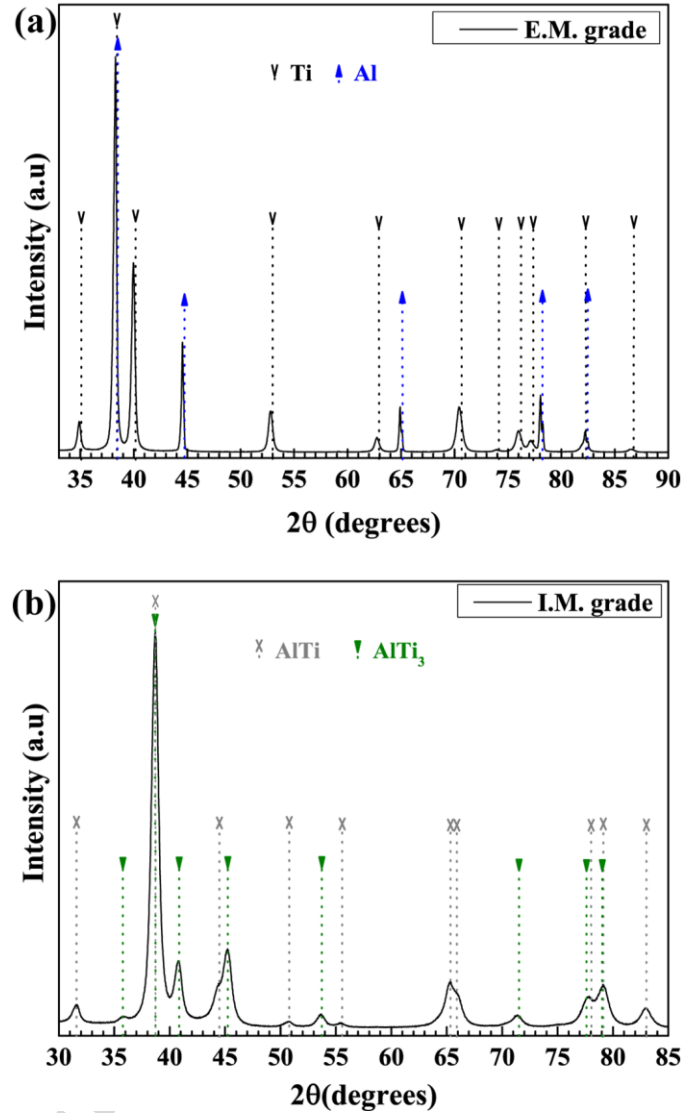 (a)
E.M. grade
Ti Al
Intensity (a.u)
35 40 45 50 55 60 65 70 75 80 85 90
2θ (degrees)
(b)
I.M. grade
AlTi AlTi₃
Intensity (a.u)
30 35 40 45 50 55 60 65 70 75 80 85
2θ(degrees)